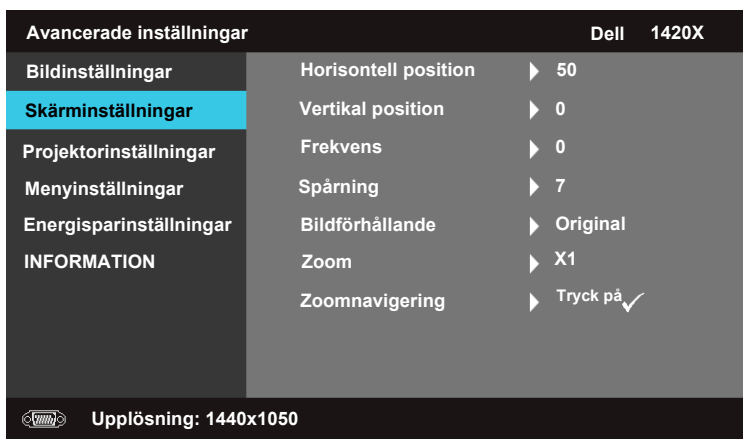 Avancerade inställningar Dell 1420X
Bildinställningar Horisontell position 50
Skärminställningar Vertikal position 0
Projektorinställningar Frekvens 0
Menyinställningar Spårning 7
Energisparinställningar Bildförhållande Original
INFORMATION Zoom X1
Zoomnavigering Tryck på
Upplösning: 1440x1050